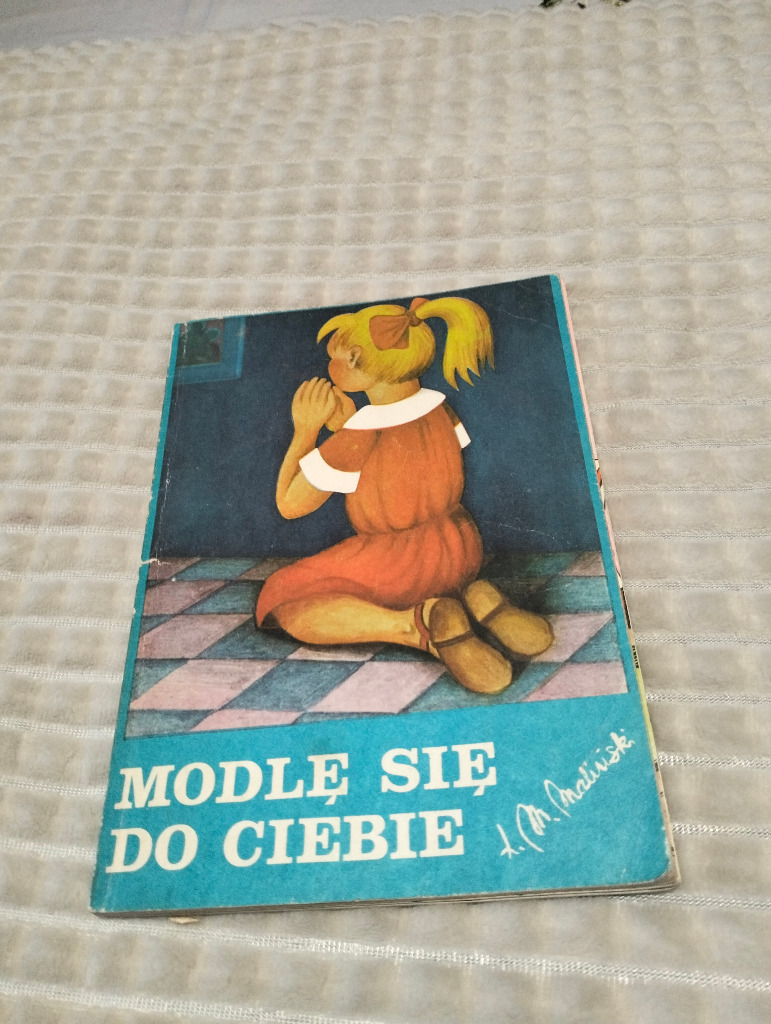 MODLĘ SIĘ
DO CIEBIE
x. M. Maliński